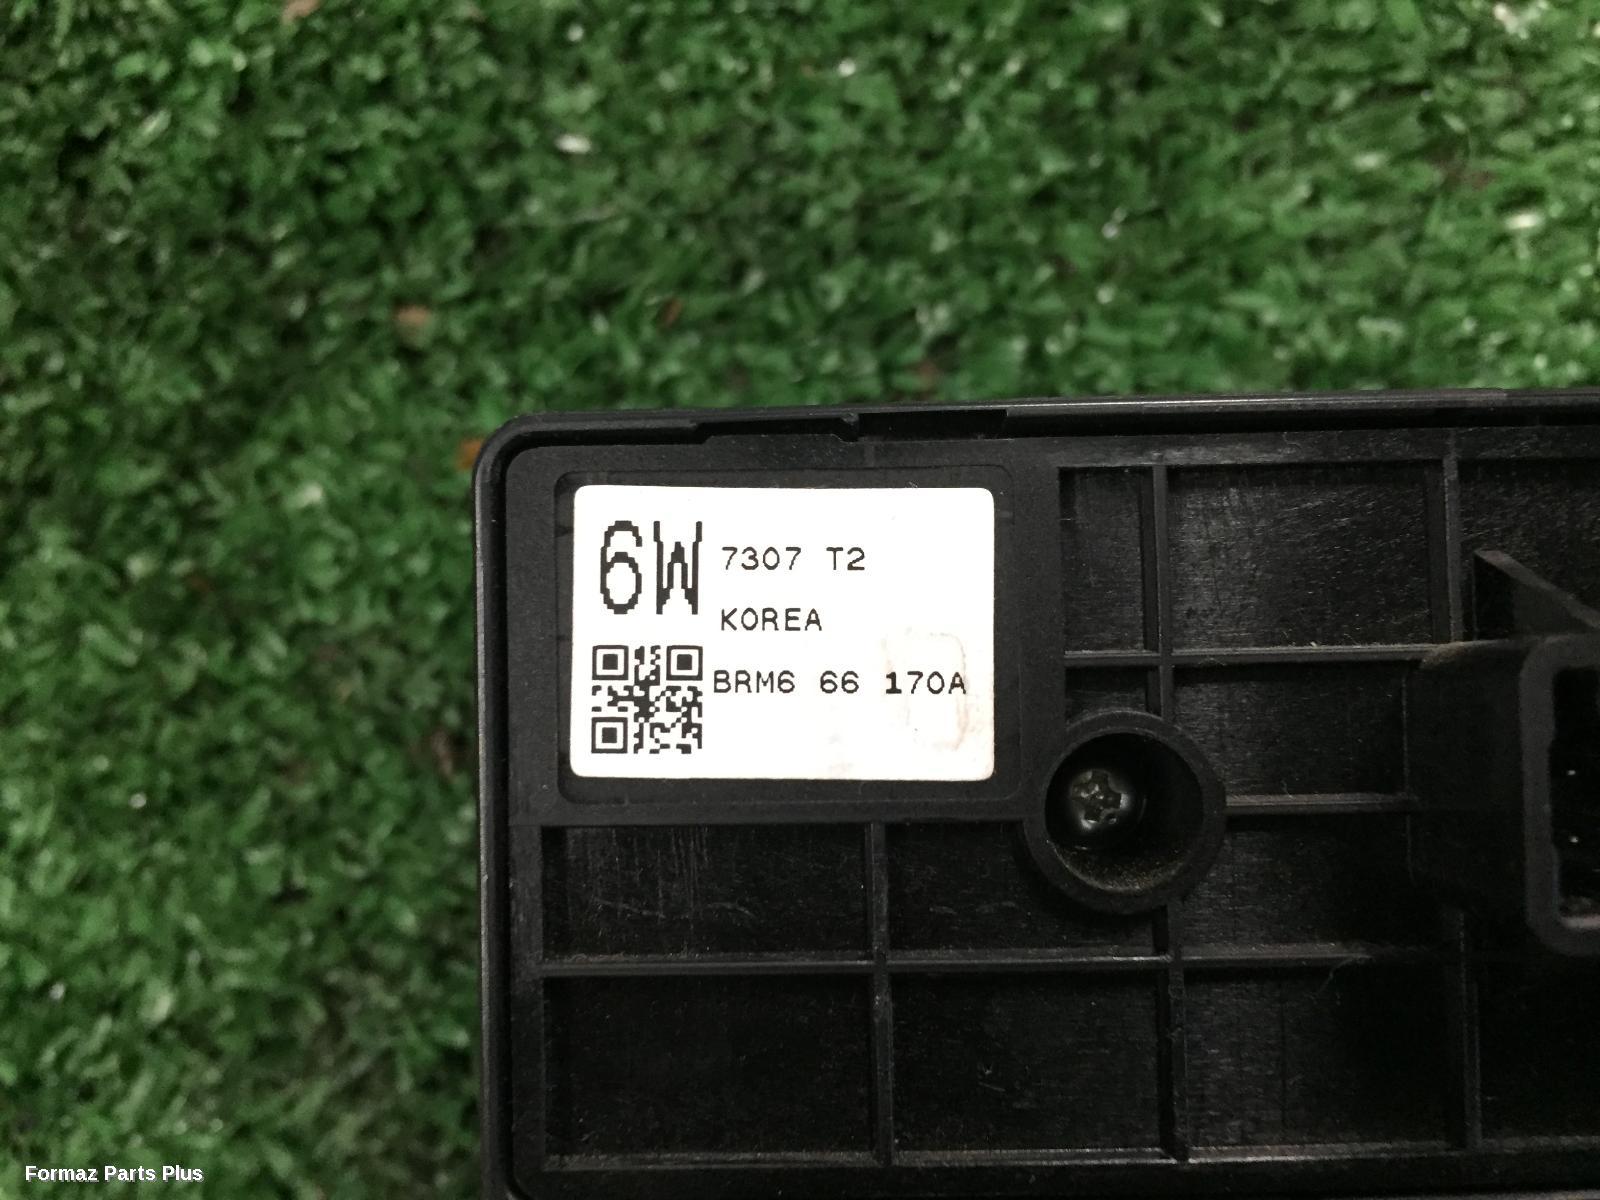 6W 7307 T2
KOREA
BRM6 66 170A
Formaz Parts Plus